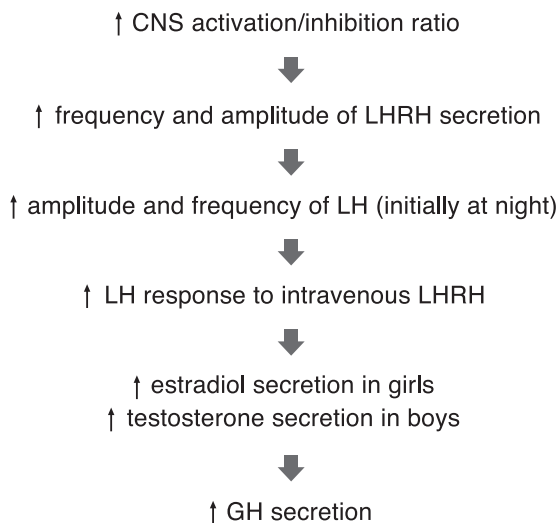 ↑ CNS activation/inhibition ratio
↑ frequency and amplitude of LHRH secretion
↑ amplitude and frequency of LH (initially at night)
↑ LH response to intravenous LHRH
↑ estradiol secretion in girls
↑ testosterone secretion in boys
↑ GH secretion